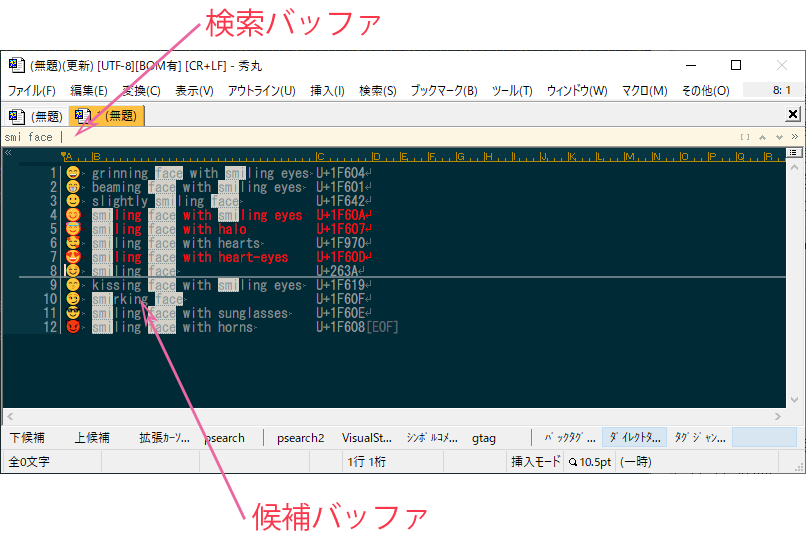 検索バッファ
(無題)(更新) [UTF-8][BOM有] [CR+LF] - 秀丸
ファイル(F) 編集(E) 変換(C) 表示(V) アウトライン(U) 挿入(I) 検索(S) ブックマーク(B) ツール(T) ウィンドウ(W) マクロ(M) その他(O) 8: 1
(無題) (無題)
smi face
A B C D E F G H I J K L M N O P Q R
1 😄 grinning face with smiling eyes U+1F604
2 😁 beaming face with smiling eyes U+1F601
3 🙂 slightly smiling face U+1F642
4 😊 smiling face with smiling eyes U+1F60A
5 😇 smiling face with halo U+1F607
6 🥰 smiling face with hearts U+1F970
7 😍 smiling face with heart-eyes U+1F60D
8 ☺ smiling face U+263A
9 😙 kissing face with smiling eyes U+1F619
10 😏 smirking face U+1F60F
11 😎 smiling face with sunglasses U+1F60E
12 😈 smiling face with horns U+1F608[EOF]
下候補 上候補 拡張カーソ... psearch psearch2 VisualSt... シンボルコメ... gtag バックタグ... ダイレクトタ... タグジャン...
全0文字 1行 1桁 挿入モード 10.5pt (一時)
候補バッファ